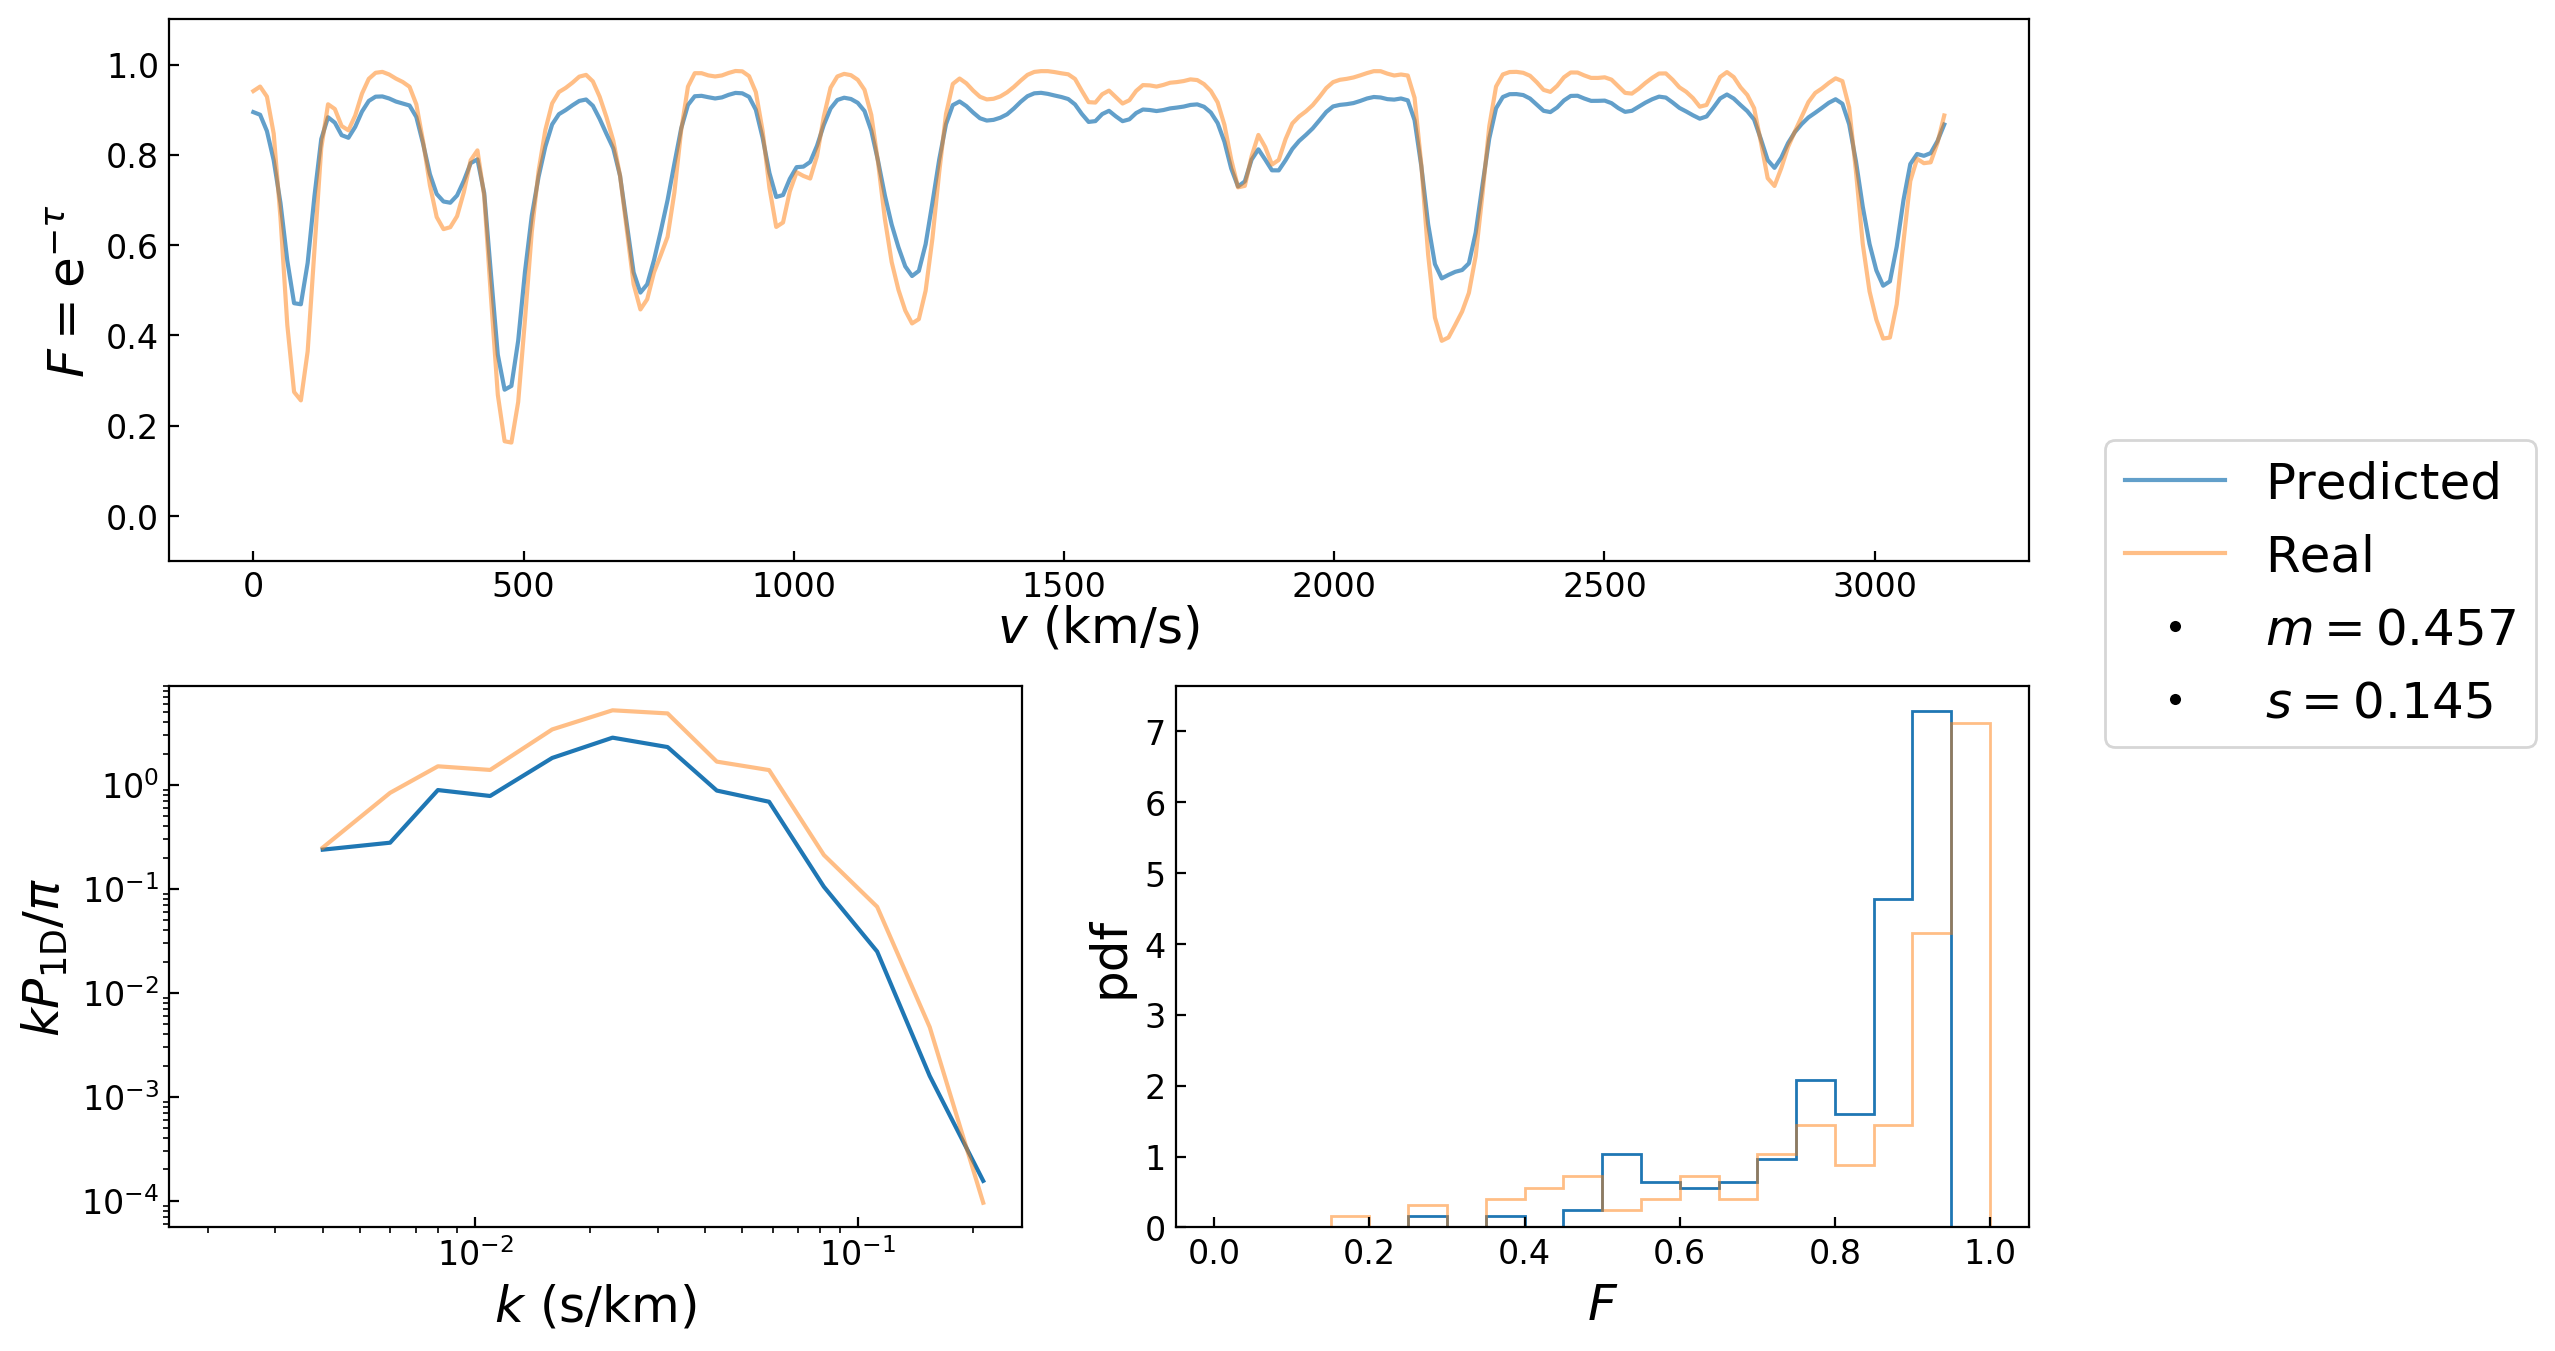 1.0
0.8
0.6
0.4
0.2
0.0
F = e^{−τ}
0 500 1000 1500 2000 2500 3000
v (km/s)
Predicted
Real
m = 0.457
s = 0.145
10^0
10^{−1}
10^{−2}
10^{−3}
10^{−4}
kP_{1D}/π
10^{−2} 10^{−1}
k (s/km)
7
6
5
4
3
2
1
0
pdf
0.0 0.2 0.4 0.6 0.8 1.0
F